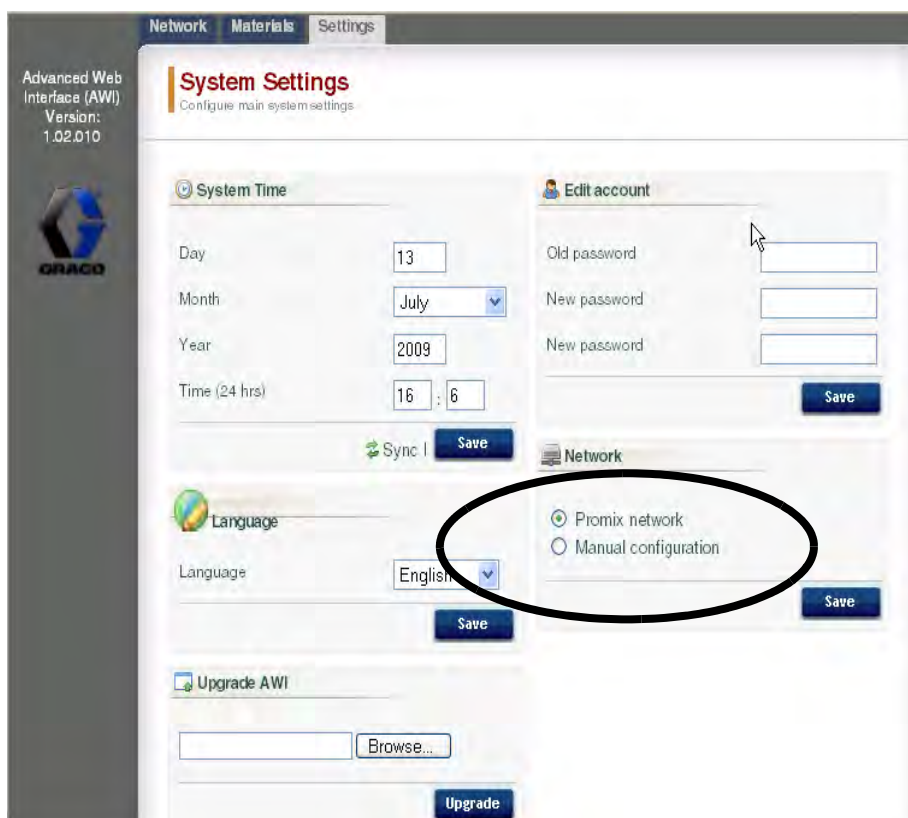 Network Materials Settings
Advanced Web
Interface (AWI)
Version:
1.02.010
GRACO
System Settings
Configure main system settings
System Time
Day 13
Month July
Year 2009
Time (24 hrs) 16 : 6
Sync | Save
Language
Language English
Save
Upgrade AWI
Browse...
Upgrade
Edit account
Old password
New password
New password
Save
Network
Promix network
Manual configuration
Save